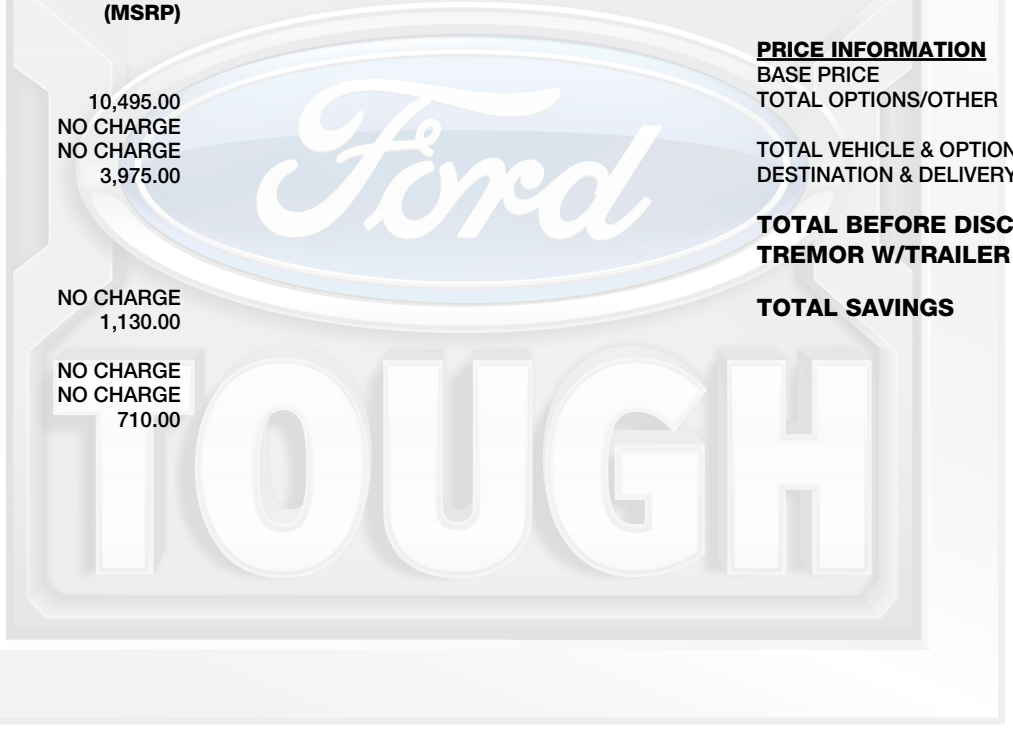 (MSRP)
10,495.00
NO CHARGE
NO CHARGE
3,975.00
NO CHARGE
1,130.00
NO CHARGE
NO CHARGE
710.00
PRICE INFORMATION
BASE PRICE
TOTAL OPTIONS/OTHER
TOTAL VEHICLE & OPTION
DESTINATION & DELIVERY
TOTAL BEFORE DISC
TREMOR W/TRAILER
TOTAL SAVINGS
Ford
TOUGH